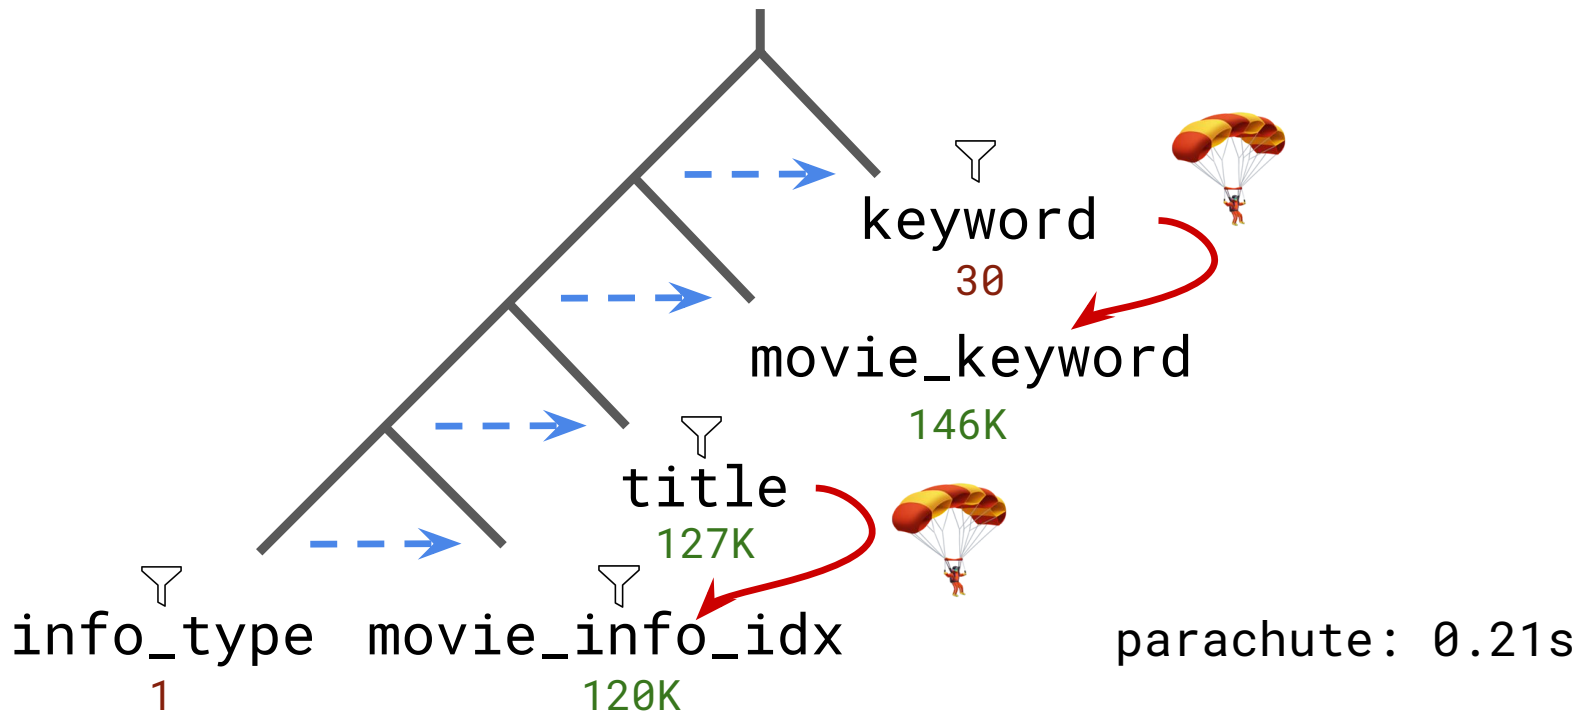 keyword
30
movie_keyword
146K
title
127K
info_type movie_info_idx
1 120K
parachute: 0.21s